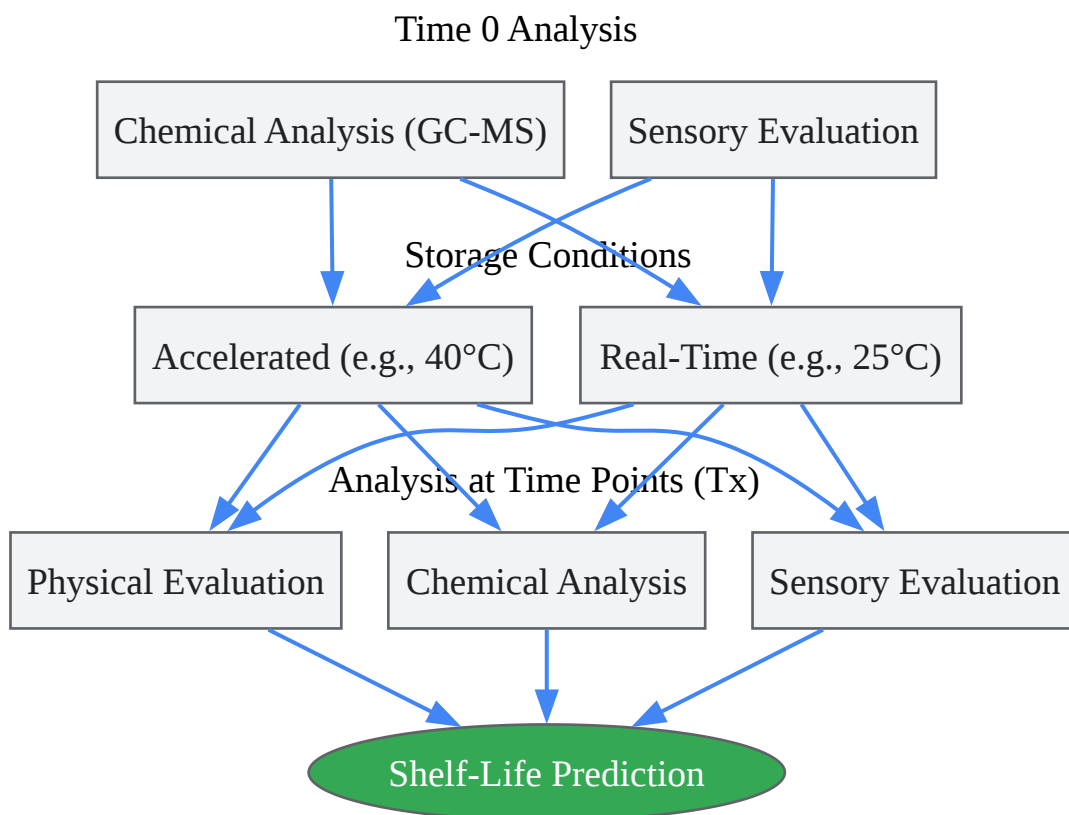 Time 0 Analysis
Chemical Analysis (GC-MS)
Sensory Evaluation
Storage Conditions
Accelerated (e.g., 40°C)
Real-Time (e.g., 25°C)
Analysis at Time Points (Tx)
Physical Evaluation
Chemical Analysis
Sensory Evaluation
Shelf-Life Prediction